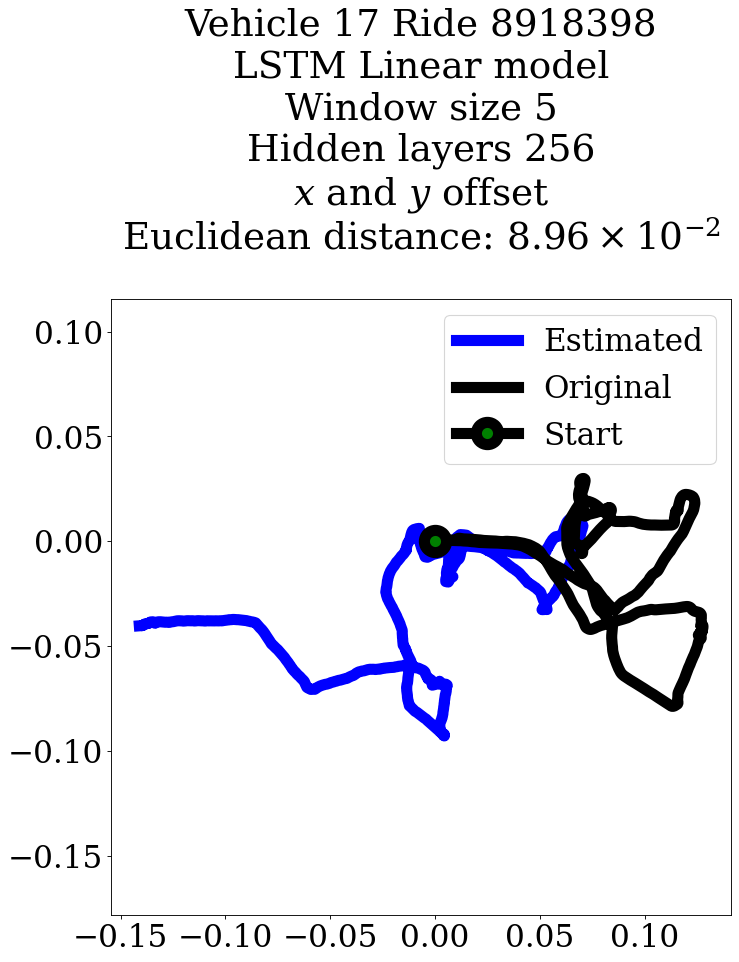 Vehicle 17 Ride 8918398
LSTM Linear model
Window size 5
Hidden layers 256
x and y offset
Euclidean distance: 8.96 × 10⁻²
Estimated
Original
Start
0.10
0.05
0.00
−0.05
−0.10
−0.15
−0.15 −0.10 −0.05 0.00 0.05 0.10